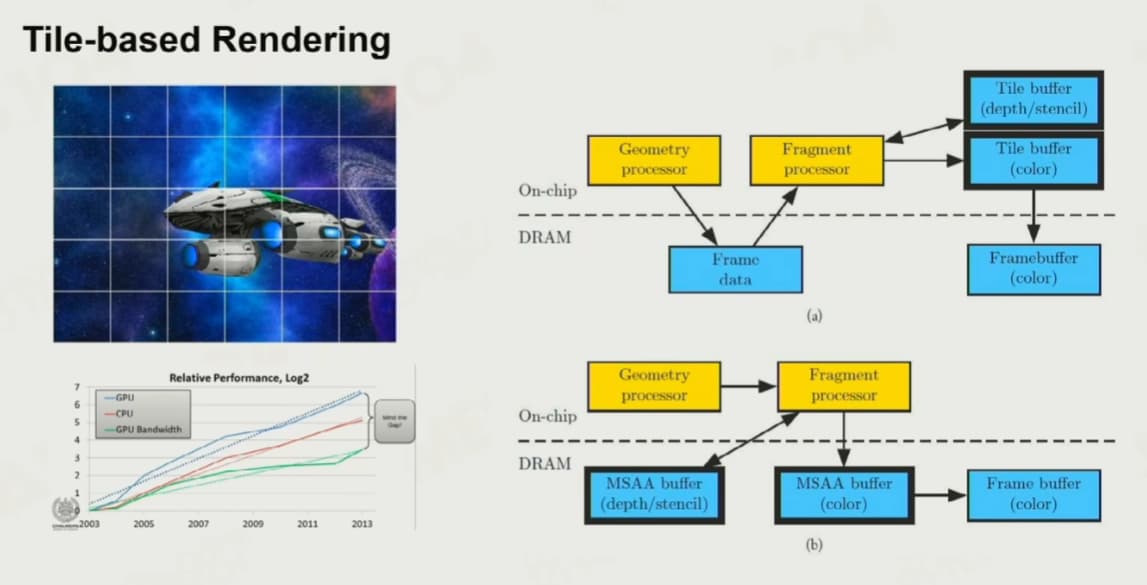 Tile-based Rendering
Relative Performance, Log2
7
6
5
4
3
2
1
0
GPU
CPU
GPU Bandwidth
Mind the
Gap!
2003
2005
2007
2009
2011
2013
Geometry
processor
Fragment
processor
Tile buffer
(depth/stencil)
Tile buffer
(color)
On-chip
DRAM
Frame
data
Framebuffer
(color)
(a)
Geometry
processor
Fragment
processor
On-chip
DRAM
MSAA buffer
(depth/stencil)
MSAA buffer
(color)
Frame buffer
(color)
(b)